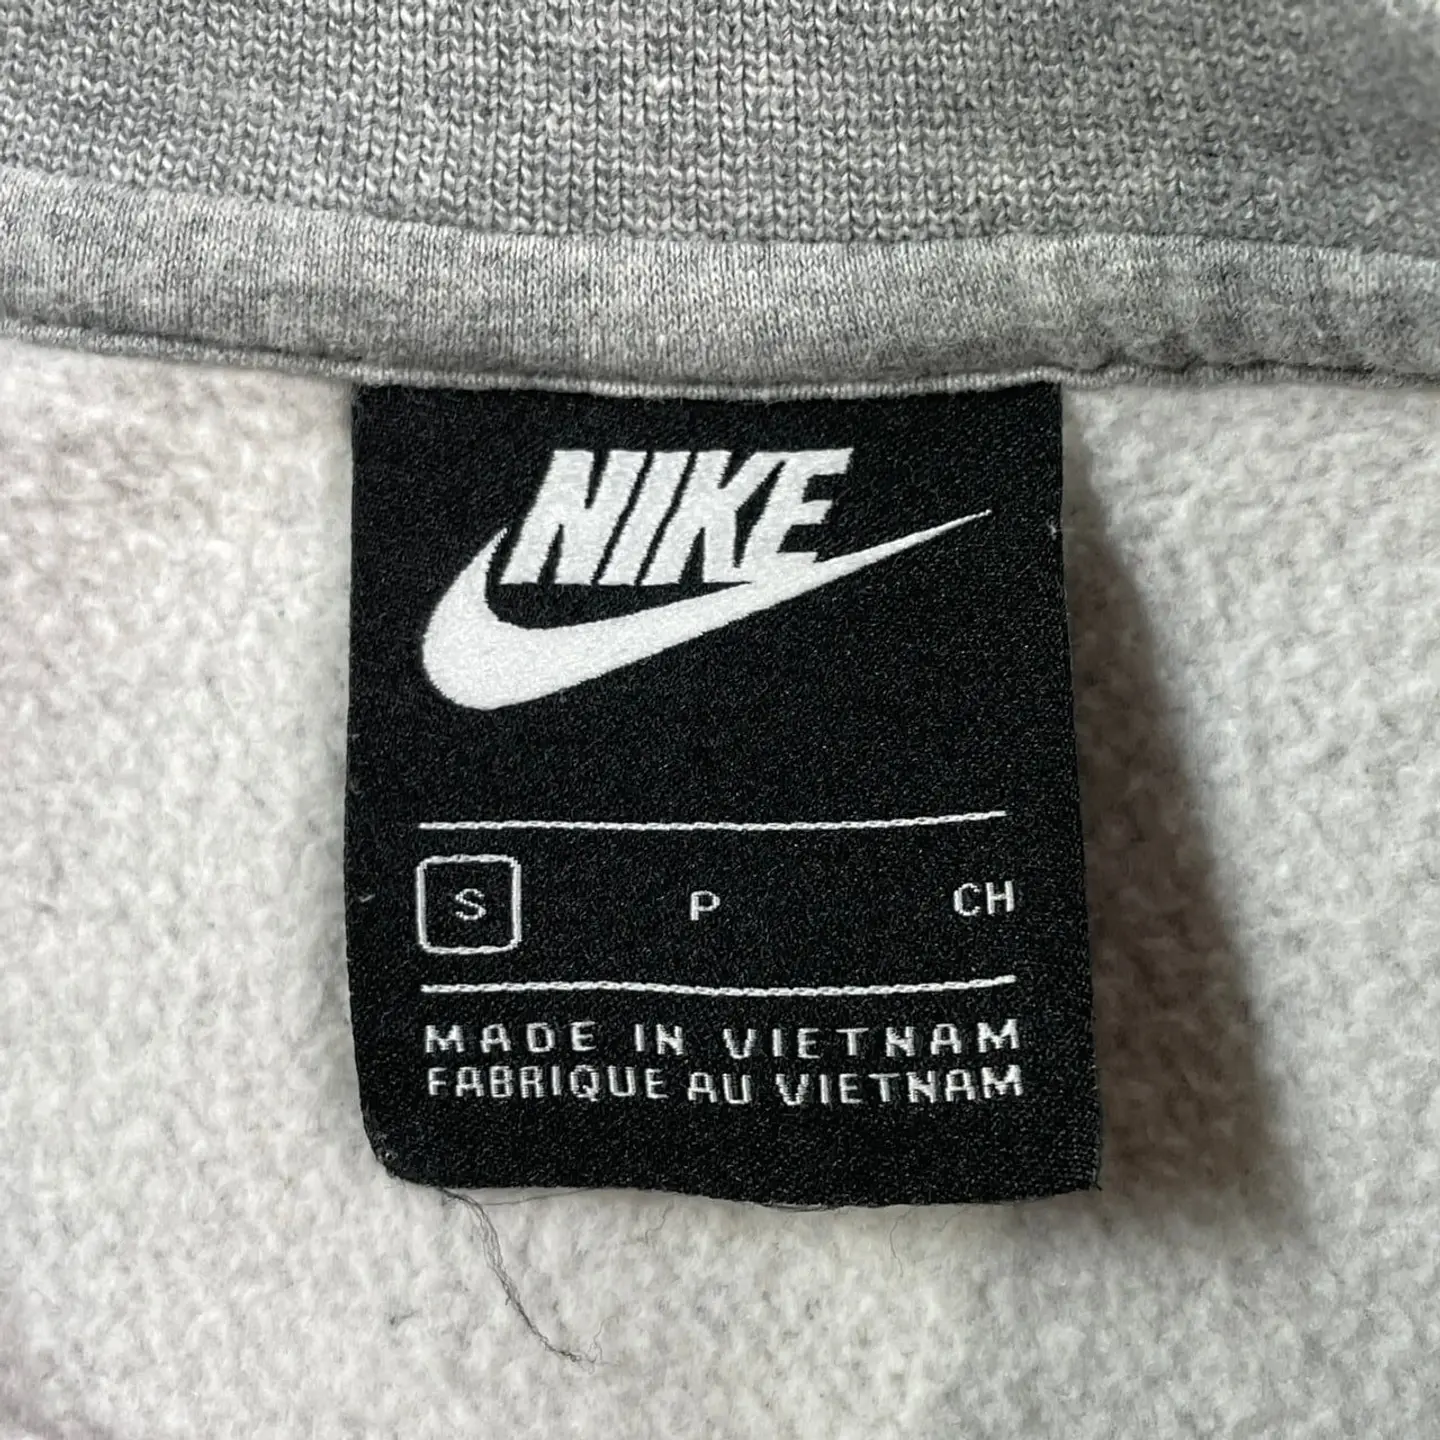 NIKE
S P CH
MADE IN VIETNAM
FABRIQUE AU VIETNAM